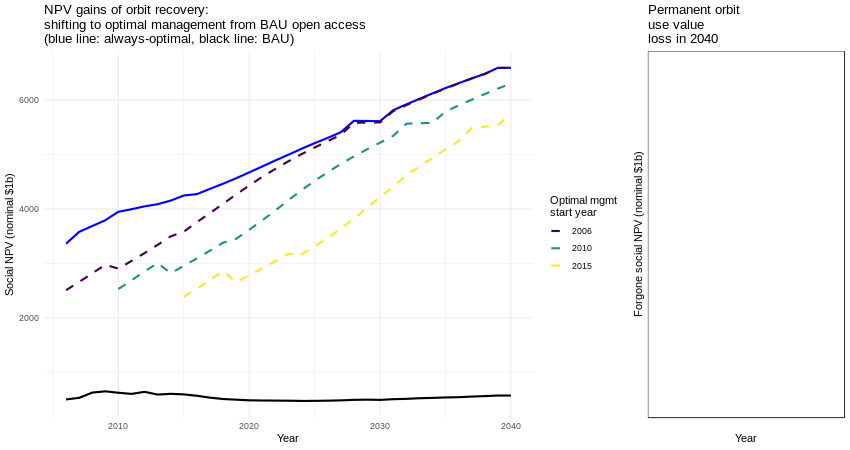 NPV gains of orbit recovery:
shifting to optimal management from BAU open access
(blue line: always-optimal, black line: BAU)
Social NPV (nominal $1b)
6000
4000
2000
2010
2020
2030
2040
Year
Optimal mgmt
start year
2006
2010
2015
Permanent orbit
use value
loss in 2040
Forgone social NPV (nominal $1b)
Year